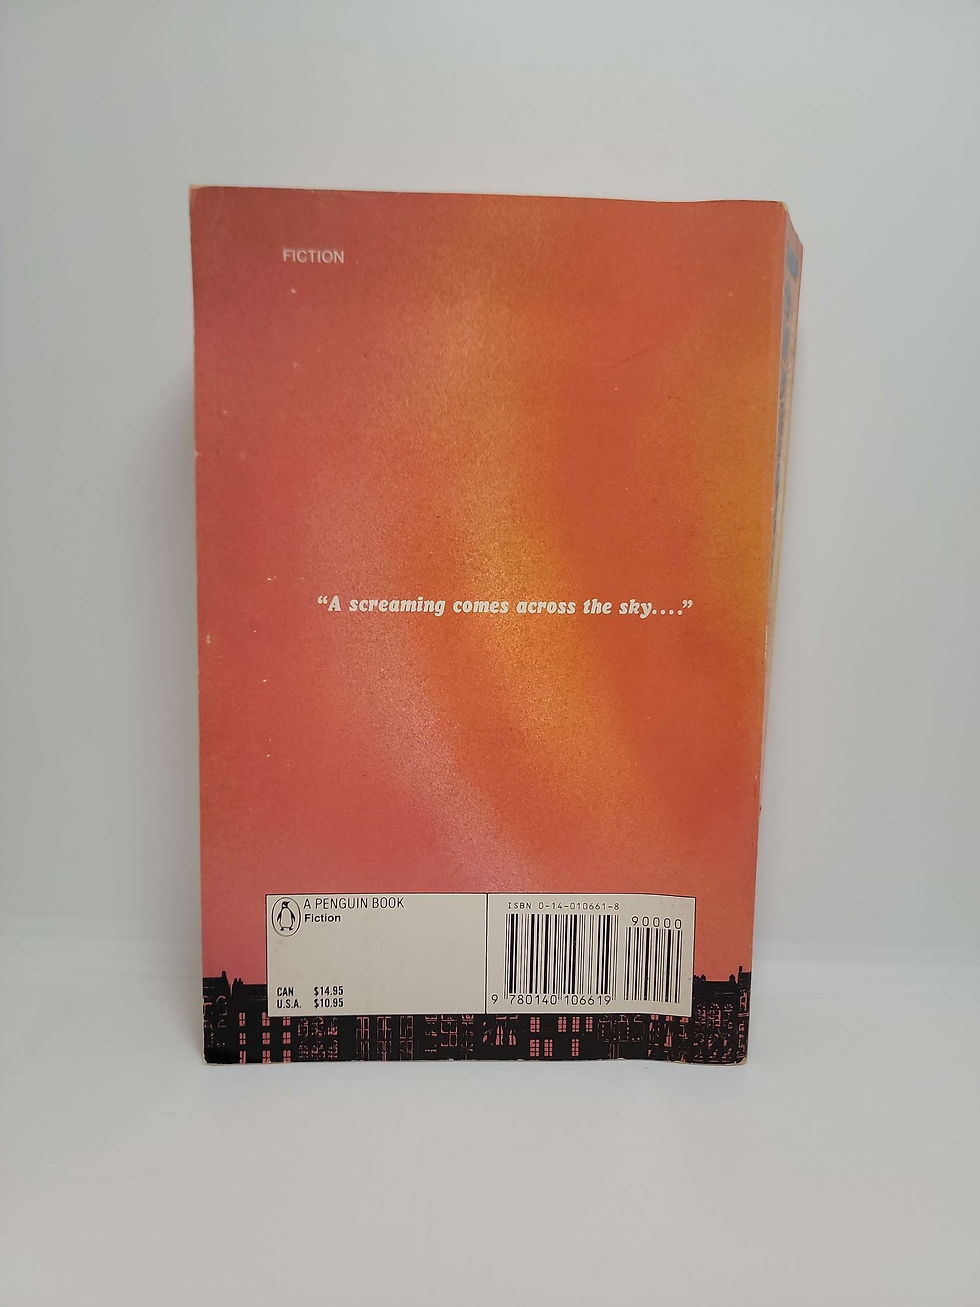 FICTION
“A screaming comes across the sky....”
A PENGUIN BOOK
Fiction
CAN $14.95
U.S.A. $10.95
ISBN 0-14-010661-8
90000
9 780140 106619